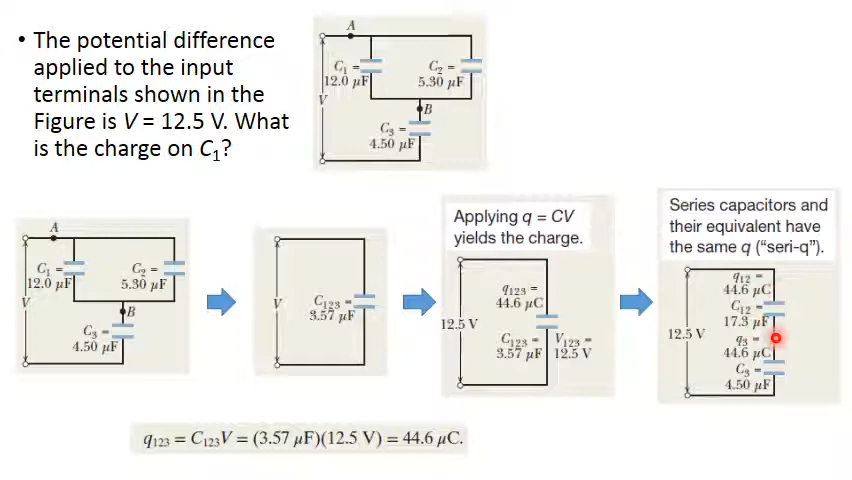 • The potential difference
applied to the input
terminals shown in the
Figure is V = 12.5 V. What
is the charge on C₁?
A
C₁ =
12.0 μF
C₂ =
5.30 μF
V
B
C₃ =
4.50 μF
A
C₁ =
12.0 μF
C₂ =
5.30 μF
V
B
C₃ =
4.50 μF
V
C₁₂₃ =
3.57 μF
Applying q = CV
yields the charge.
q₁₂₃ =
44.6 μC
12.5 V
C₁₂₃ =
3.57 μF
V₁₂₃ =
12.5 V
Series capacitors and
their equivalent have
the same q (“seri-q”).
q₁₂ =
44.6 μC
C₁₂ =
17.3 μF
12.5 V
q₃ =
44.6 μC
C₃ =
4.50 μF
q₁₂₃ = C₁₂₃V = (3.57 μF)(12.5 V) = 44.6 μC.